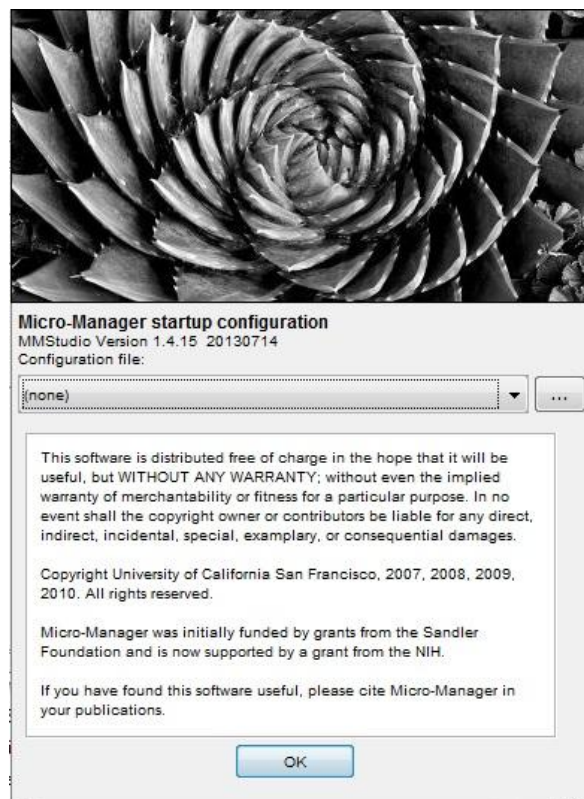 Micro-Manager startup configuration
MMStudio Version 1.4.15 20130714
Configuration file:
(none)
...
This software is distributed free of charge in the hope that it will be
useful, but WITHOUT ANY WARRANTY; without even the implied
warranty of merchantability or fitness for a particular purpose. In no
event shall the copyright owner or contributors be liable for any direct,
indirect, incidental, special, examplary, or consequential damages.
Copyright University of California San Francisco, 2007, 2008, 2009,
2010. All rights reserved.
Micro-Manager was initially funded by grants from the Sandler
Foundation and is now supported by a grant from the NIH.
If you have found this software useful, please cite Micro-Manager in
your publications.
OK